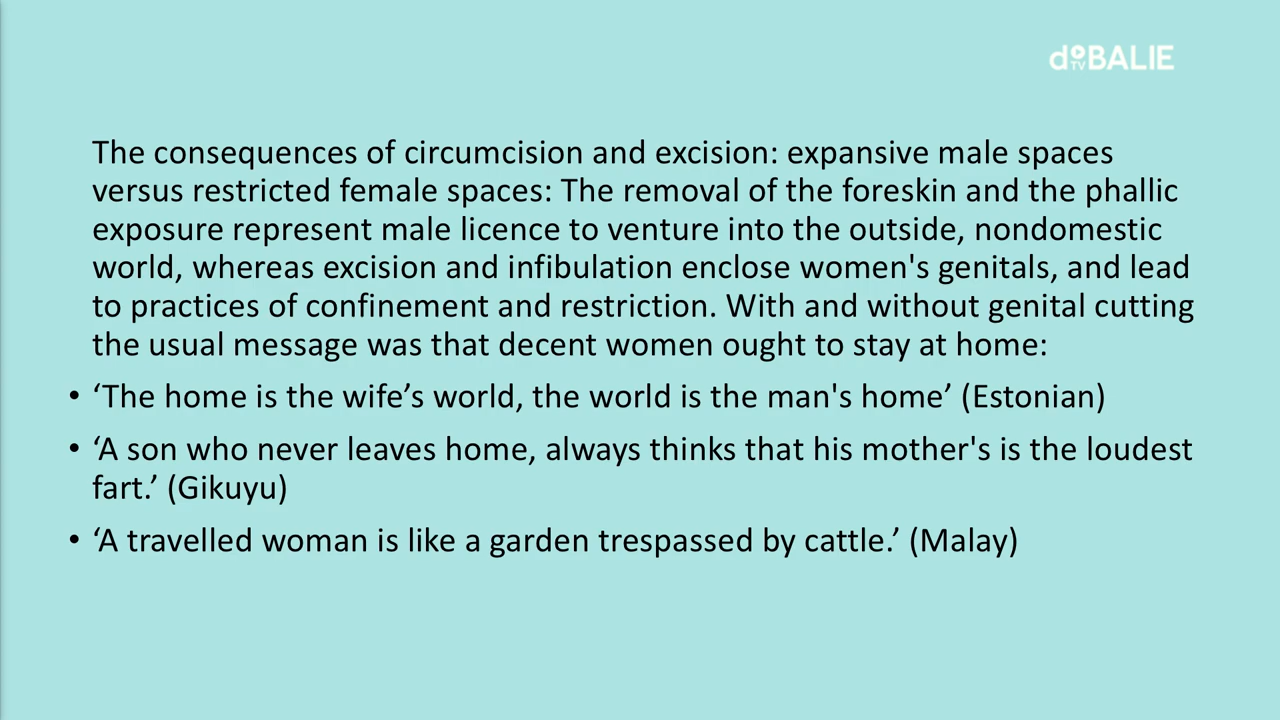 de BALIE
TV
The consequences of circumcision and excision: expansive male spaces
versus restricted female spaces: The removal of the foreskin and the phallic
exposure represent male licence to venture into the outside, nondomestic
world, whereas excision and infibulation enclose women's genitals, and lead
to practices of confinement and restriction. With and without genital cutting
the usual message was that decent women ought to stay at home:
• ‘The home is the wife’s world, the world is the man's home’ (Estonian)
• ‘A son who never leaves home, always thinks that his mother's is the loudest
fart.’ (Gikuyu)
• ‘A travelled woman is like a garden trespassed by cattle.’ (Malay)